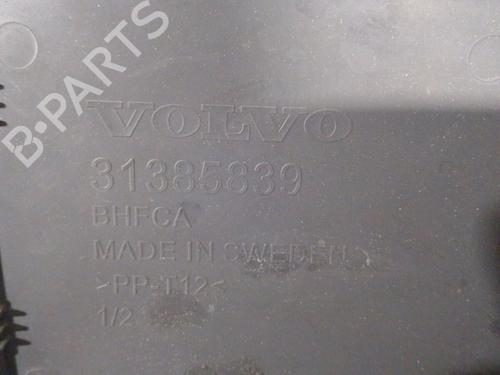 B-PARTS
VOLVO
31385839
BHFCA
MADE IN SWEDEN
>PP-T12<
1/2